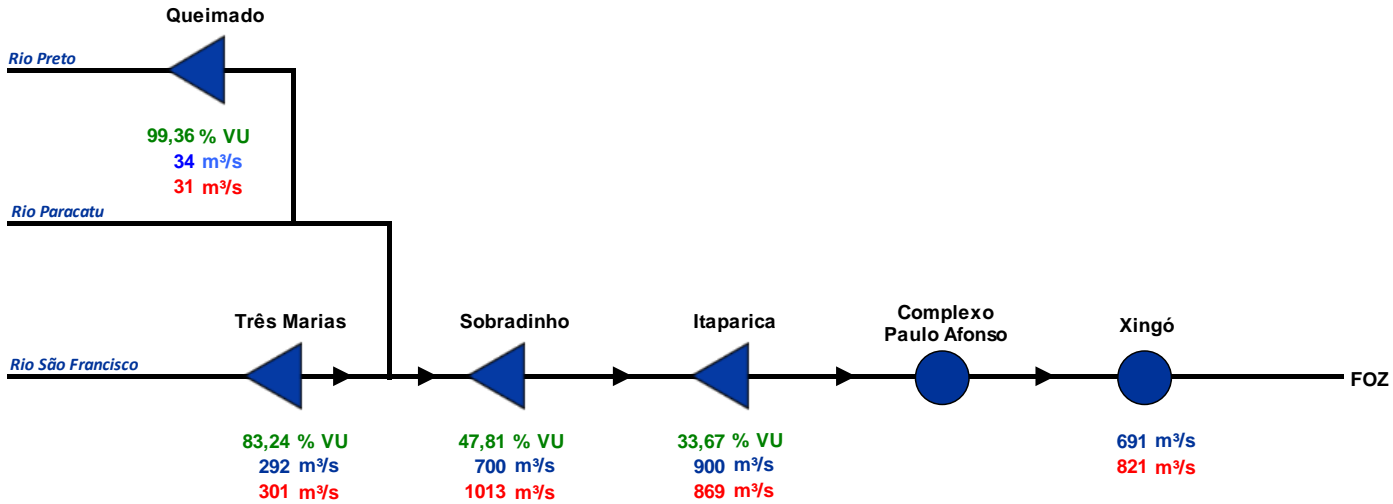 Queimado
Rio Preto
99,36 % VU
34 m³/s
31 m³/s
Rio Paracatu
Três Marias
Sobradinho
Itaparica
Complexo
Paulo Afonso
Xingó
Rio São Francisco
FOZ
83,24 % VU
292 m³/s
301 m³/s
47,81 % VU
700 m³/s
1013 m³/s
33,67 % VU
900 m³/s
869 m³/s
691 m³/s
821 m³/s